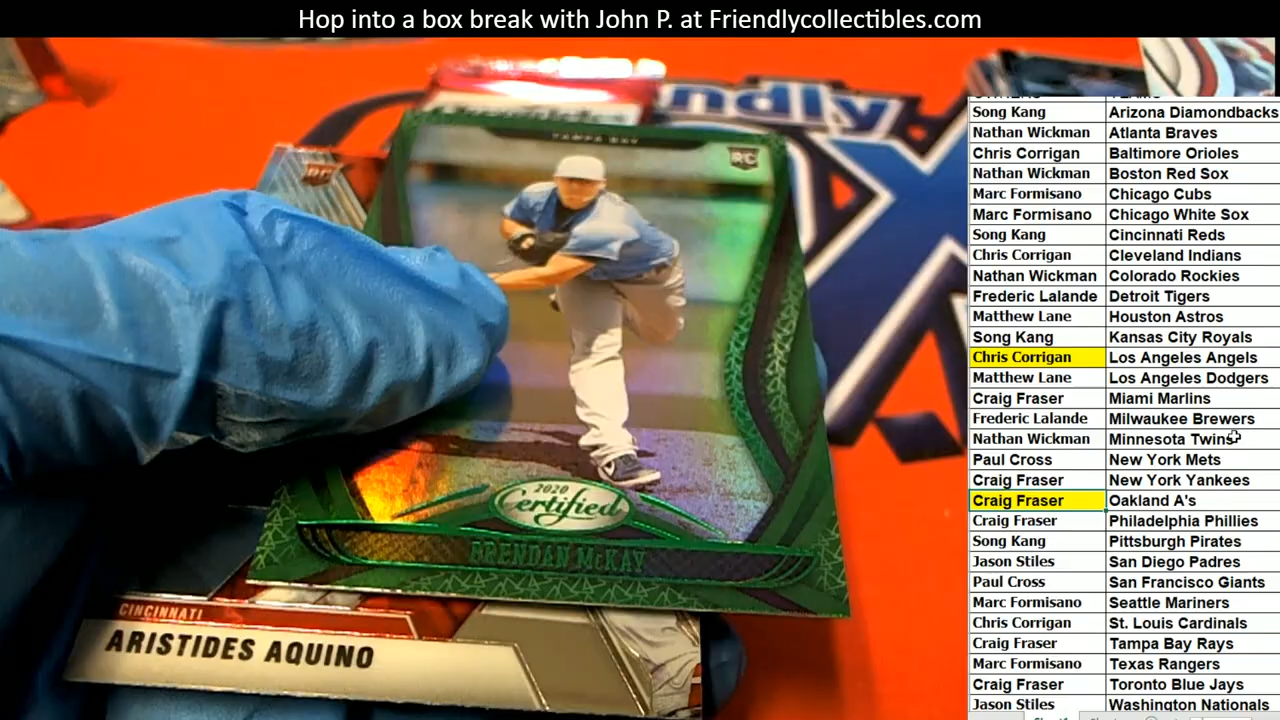 Hop into a box break with John P. at Friendlycollectibles.com
ndly
TAMPA BAY
RC
RC
2020
Certified
BRENDAN McKAY
CINCINNATI
ARISTIDES AQUINO
Song Kang Arizona Diamondbacks
Nathan Wickman Atlanta Braves
Chris Corrigan Baltimore Orioles
Nathan Wickman Boston Red Sox
Marc Formisano Chicago Cubs
Marc Formisano Chicago White Sox
Song Kang Cincinnati Reds
Chris Corrigan Cleveland Indians
Nathan Wickman Colorado Rockies
Frederic Lalande Detroit Tigers
Matthew Lane Houston Astros
Song Kang Kansas City Royals
Chris Corrigan Los Angeles Angels
Matthew Lane Los Angeles Dodgers
Craig Fraser Miami Marlins
Frederic Lalande Milwaukee Brewers
Nathan Wickman Minnesota Twins
Paul Cross New York Mets
Craig Fraser New York Yankees
Craig Fraser Oakland A's
Craig Fraser Philadelphia Phillies
Song Kang Pittsburgh Pirates
Jason Stiles San Diego Padres
Paul Cross San Francisco Giants
Marc Formisano Seattle Mariners
Chris Corrigan St. Louis Cardinals
Craig Fraser Tampa Bay Rays
Marc Formisano Texas Rangers
Craig Fraser Toronto Blue Jays
Jason Stiles Washington Nationals